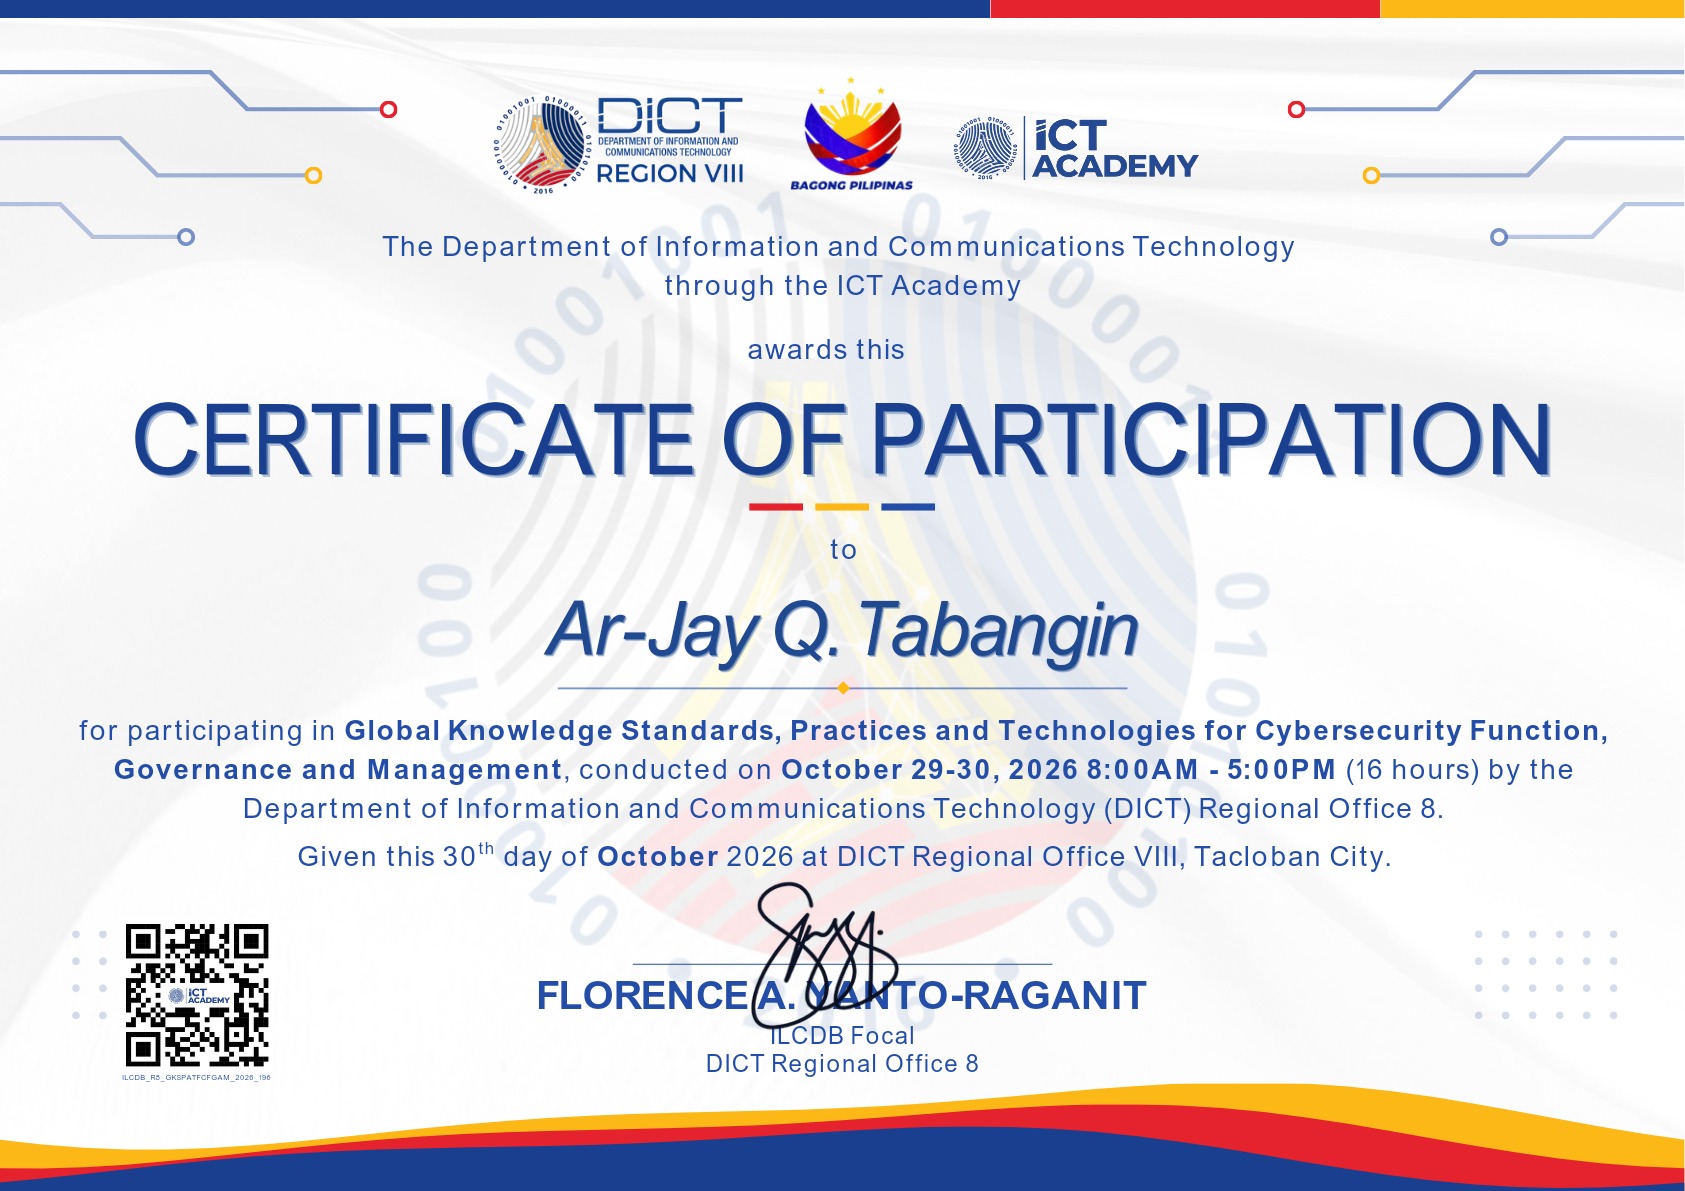 DICT
DEPARTMENT OF INFORMATION AND
COMMUNICATIONS TECHNOLOGY
REGION VIII
BAGONG PILIPINAS
iCT
ACADEMY
The Department of Information and Communications Technology
through the ICT Academy
awards this
CERTIFICATE OF PARTICIPATION
to
Ar-Jay Q. Tabangin
for participating in Global Knowledge Standards, Practices and Technologies for Cybersecurity Function,
Governance and Management, conducted on October 29-30, 2026 8:00AM - 5:00PM (16 hours) by the
Department of Information and Communications Technology (DICT) Regional Office 8.
Given this 30th day of October 2026 at DICT Regional Office VIII, Tacloban City.
FLORENCE A. YANTO-RAGANIT
ILCDB Focal
DICT Regional Office 8
iCT
ACADEMY
ILCDB_R8_GKSPATFCFGAM_2026_196